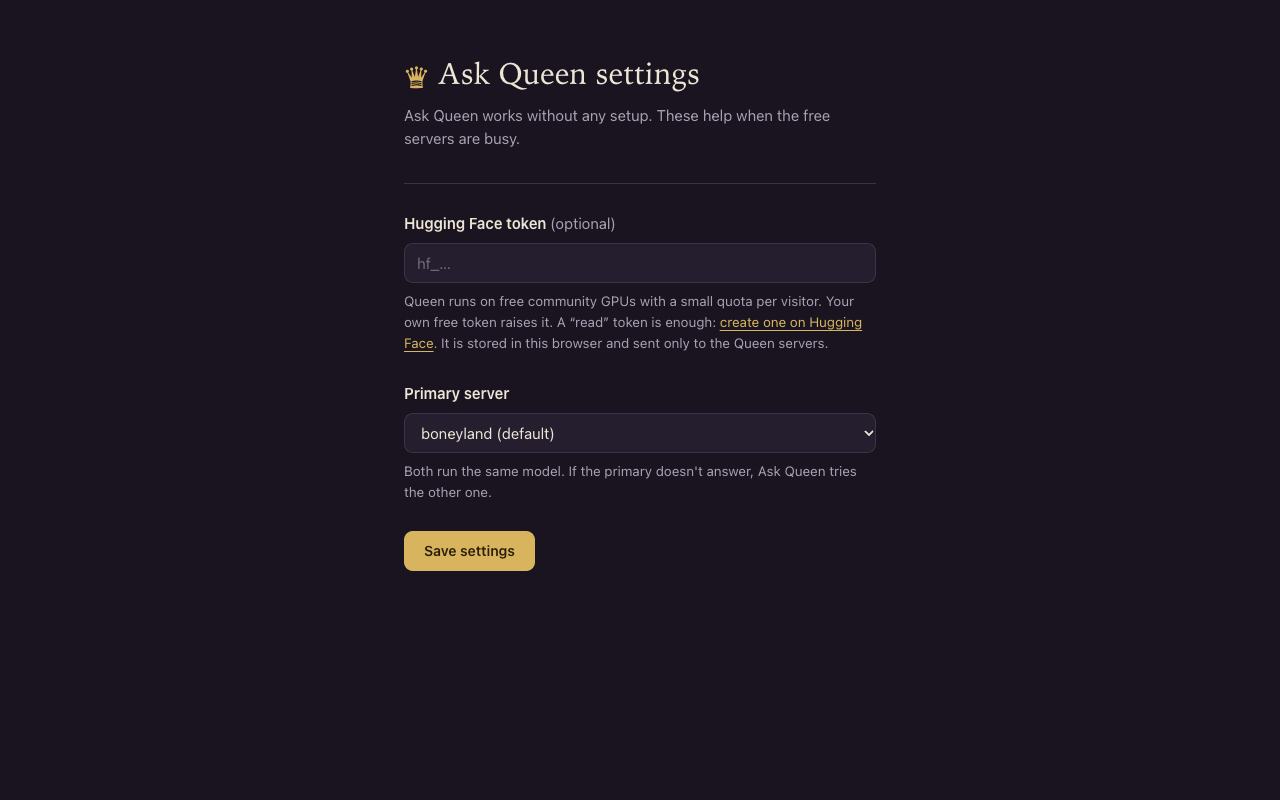 Ask Queen settings
Ask Queen works without any setup. These help when the free
servers are busy.
Hugging Face token (optional)
hf_...
Queen runs on free community GPUs with a small quota per visitor. Your
own free token raises it. A “read” token is enough: create one on Hugging
Face. It is stored in this browser and sent only to the Queen servers.
Primary server
boneyland (default)
Both run the same model. If the primary doesn't answer, Ask Queen tries
the other one.
Save settings